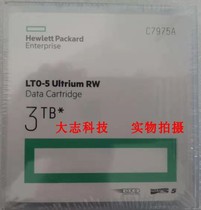 Hewlett Packard
Enterprise
C7975A
LTO-5 Ultrium RW
Data Cartridge
3TB*
大志科技 实物拍摄